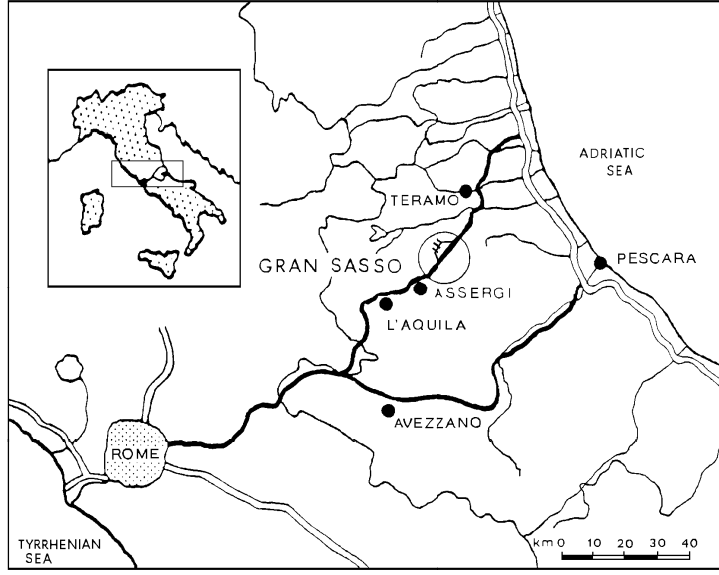 ADRIATIC
SEA
TERAMO
PESCARA
GRAN SASSO
ASSERGI
L'AQUILA
AVEZZANO
ROME
TYRRHENIAN
SEA
km 0 10 20 30 40